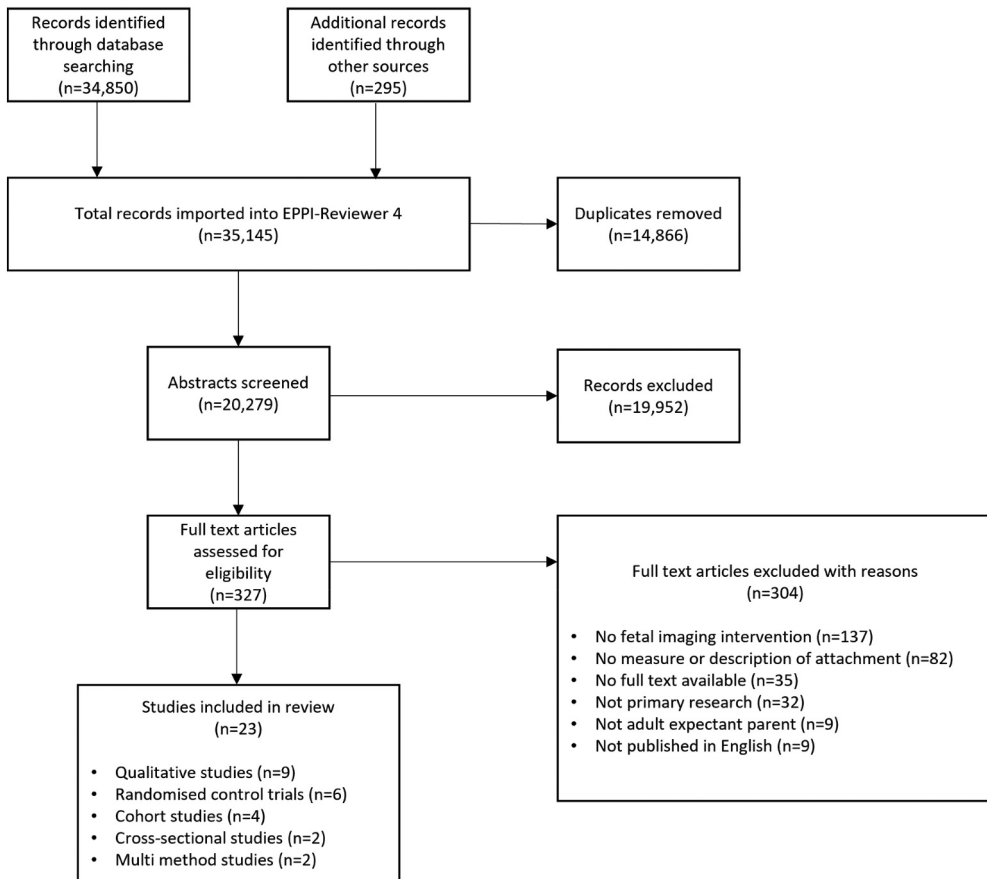 Records identified
through database
searching
(n=34,850)
Additional records
identified through
other sources
(n=295)
Total records imported into EPPI-Reviewer 4
(n=35,145)
Duplicates removed
(n=14,866)
Abstracts screened
(n=20,279)
Records excluded
(n=19,952)
Full text articles
assessed for
eligibility
(n=327)
Full text articles excluded with reasons
(n=304)
• No fetal imaging intervention (n=137)
• No measure or description of attachment (n=82)
• No full text available (n=35)
• Not primary research (n=32)
• Not adult expectant parent (n=9)
• Not published in English (n=9)
Studies included in review
(n=23)
• Qualitative studies (n=9)
• Randomised control trials (n=6)
• Cohort studies (n=4)
• Cross-sectional studies (n=2)
• Multi method studies (n=2)